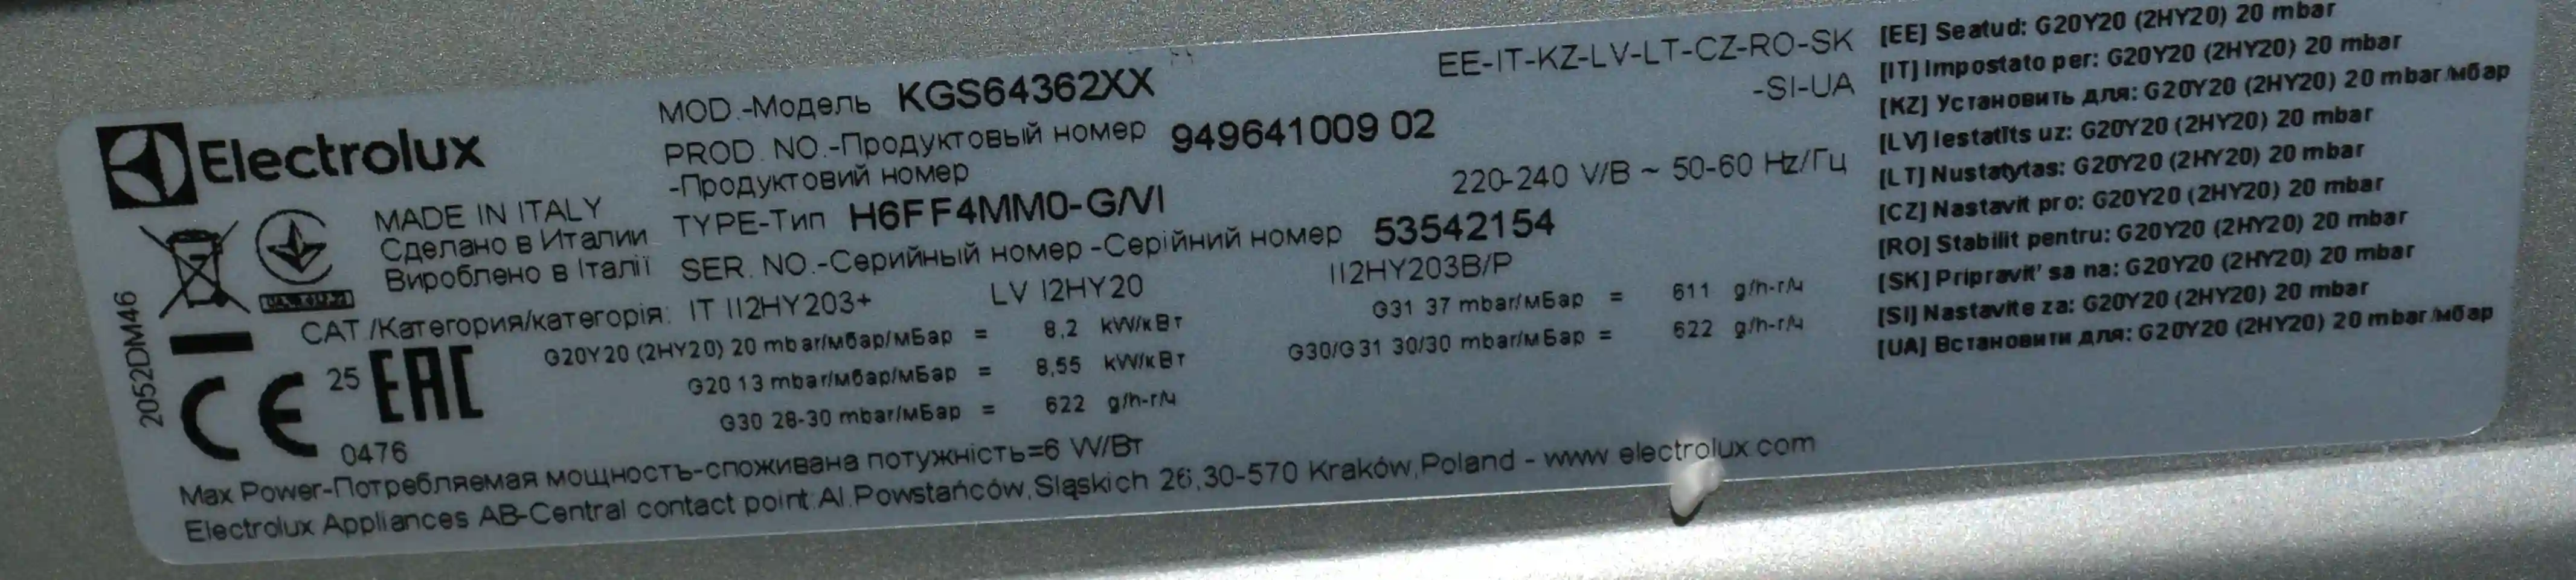 Electrolux
MOD.-Модель KGS64362XX
PROD. NO.-Продуктовый номер 949641009 02
-Продуктовий номер
TYPE-Тип H6FF4MM0-G/VI
SER. NO.-Серийный номер -Серійний номер 53542154
EE-IT-KZ-LV-LT-CZ-RO-SK
-SI-UA
220-240 V/В ~ 50-60 Hz/Гц
MADE IN ITALY
Сделано в Италии
Вироблено в Італії
2052DM46
CAT./Категория/категорія: IT II2HY203+ LV I2HY20 II2HY203B/P
G20Y20 (2HY20) 20 mbar/мбар/мБар = 8,2 kW/кВт
G20 13 mbar/мбар/мБар = 8,55 kW/кВт
G30 28-30 mbar/мБар = 622 g/h-г/ч
G31 37 mbar/мБар = 611 g/h-г/ч
G30/G31 30/30 mbar/мБар = 622 g/h-г/ч
CE 25 EAC
0476
Max Power-Потребляемая мощность-споживана потужність=6 W/Вт
Electrolux Appliances AB-Central contact point:Al.Powstańców,Śląskich 26,30-570 Kraków,Poland - www.electrolux.com
[EE] Seatud: G20Y20 (2HY20) 20 mbar
[IT] Impostato per: G20Y20 (2HY20) 20 mbar
[KZ] Установить для: G20Y20 (2HY20) 20 mbar/мбар
[LV] Iestatīts uz: G20Y20 (2HY20) 20 mbar
[LT] Nustatytas: G20Y20 (2HY20) 20 mbar
[CZ] Nastavit pro: G20Y20 (2HY20) 20 mbar
[RO] Stabilit pentru: G20Y20 (2HY20) 20 mbar
[SK] Pripraviť sa na: G20Y20 (2HY20) 20 mbar
[SI] Nastavite za: G20Y20 (2HY20) 20 mbar
[UA] Встановити для: G20Y20 (2HY20) 20 mbar/мбар